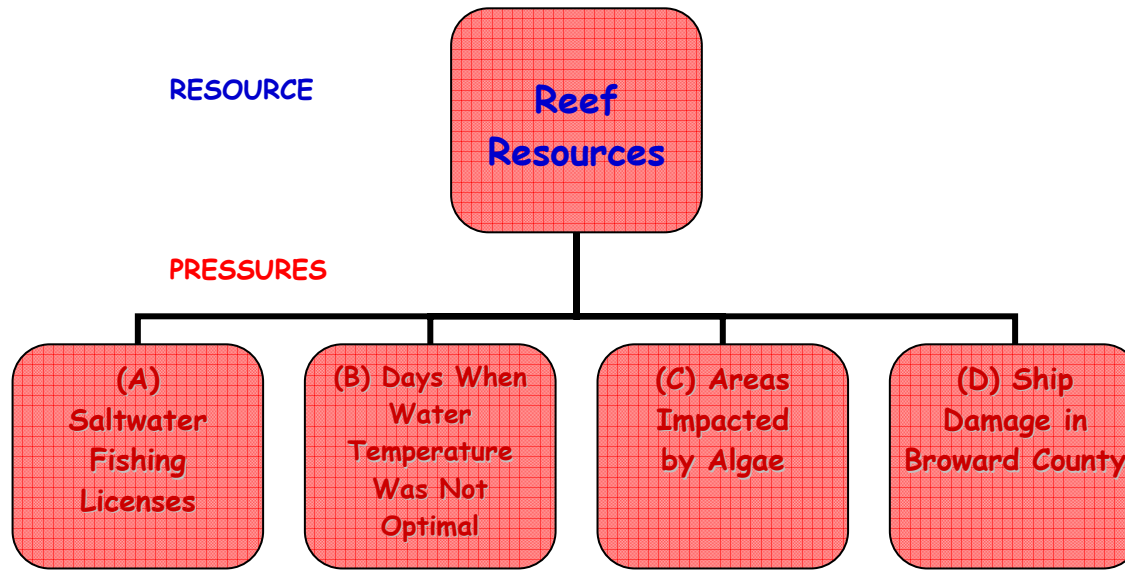 RESOURCE
Reef
Resources
PRESSURES
(A)
Saltwater
Fishing
Licenses
(B) Days When
Water
Temperature
Was Not
Optimal
(C) Areas
Impacted
by Algae
(D) Ship
Damage in
Broward County